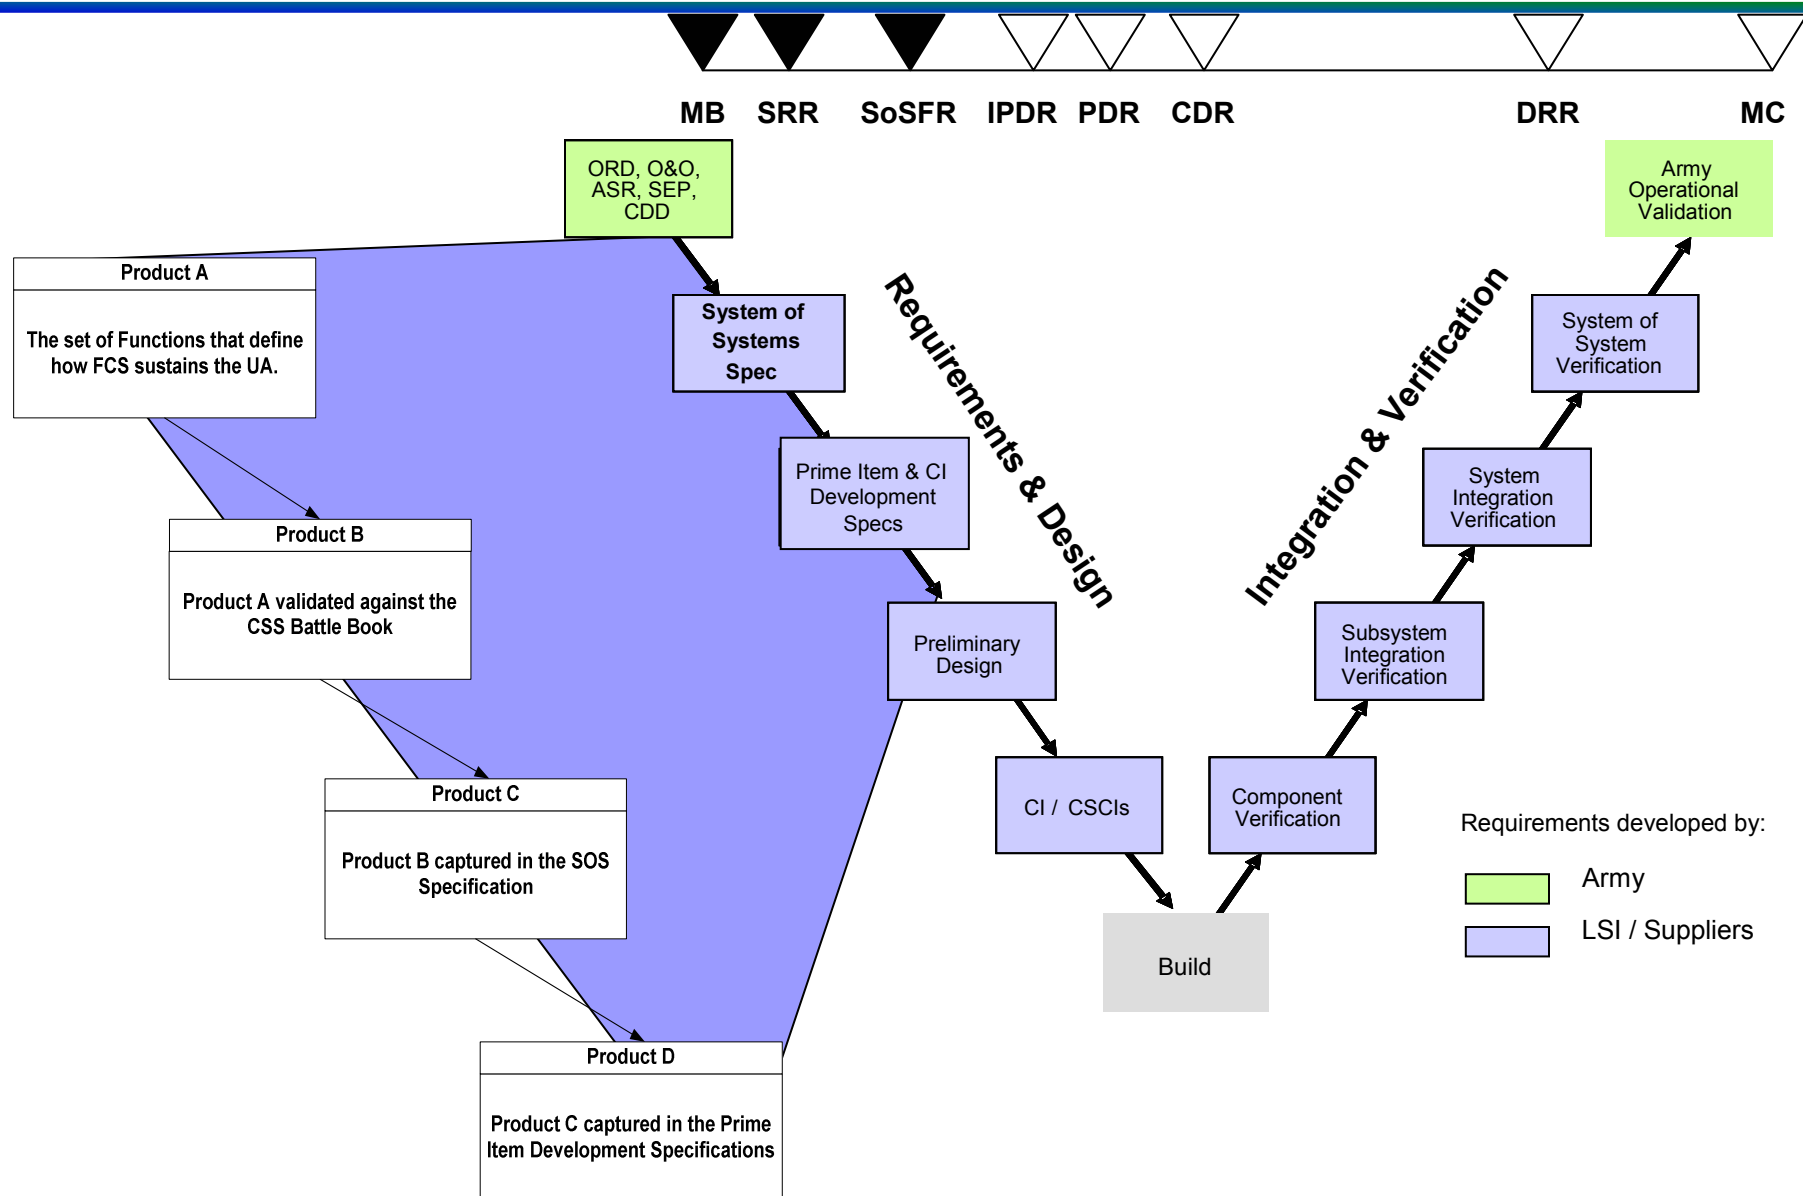 MB SRR SoSFR IPDR PDR CDR DRR MC
ORD, O&O,
ASR, SEP,
CDD
Army
Operational
Validation
Product A
The set of Functions that define
how FCS sustains the UA.
System of
Systems
Spec
Requirements & Design
Integration & Verification
System of
System
Verification
Prime Item & CI
Development
Specs
System
Integration
Verification
Product B
Product A validated against the
CSS Battle Book
Preliminary
Design
Subsystem
Integration
Verification
Product C
Product B captured in the SOS
Specification
CI / CSCIs
Component
Verification
Requirements developed by:
Army
LSI / Suppliers
Build
Product D
Product C captured in the Prime
Item Development Specifications